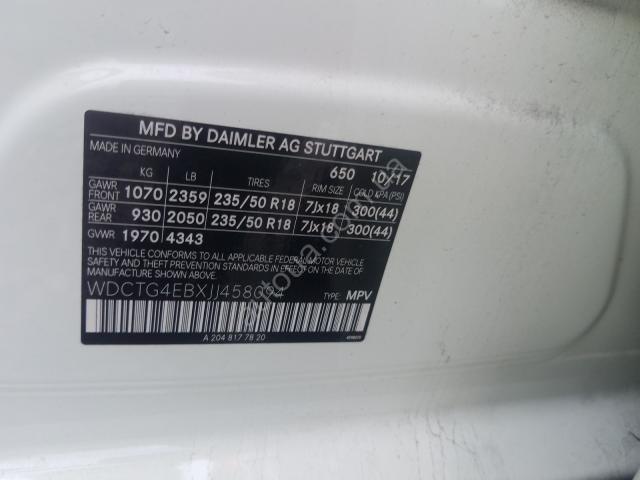 MFD BY DAIMLER AG STUTTGART
MADE IN GERMANY 650 10/17
KG LB TIRES RIM SIZE COLD KPA (PSI)
GAWR FRONT 1070 2359 235/50 R18 7Jx18 300(44)
GAWR REAR 930 2050 235/50 R18 7Jx18 300(44)
GVWR 1970 4343
THIS VEHICLE CONFORMS TO ALL APPLICABLE FEDERAL MOTOR VEHICLE
SAFETY STANDARDS IN EFFECT ON THE DATE OF MANUFACTURE SHOWN ABOVE.
WDCTG4EBXJJ458094 TYPE: MPV
A 204 817 78 20